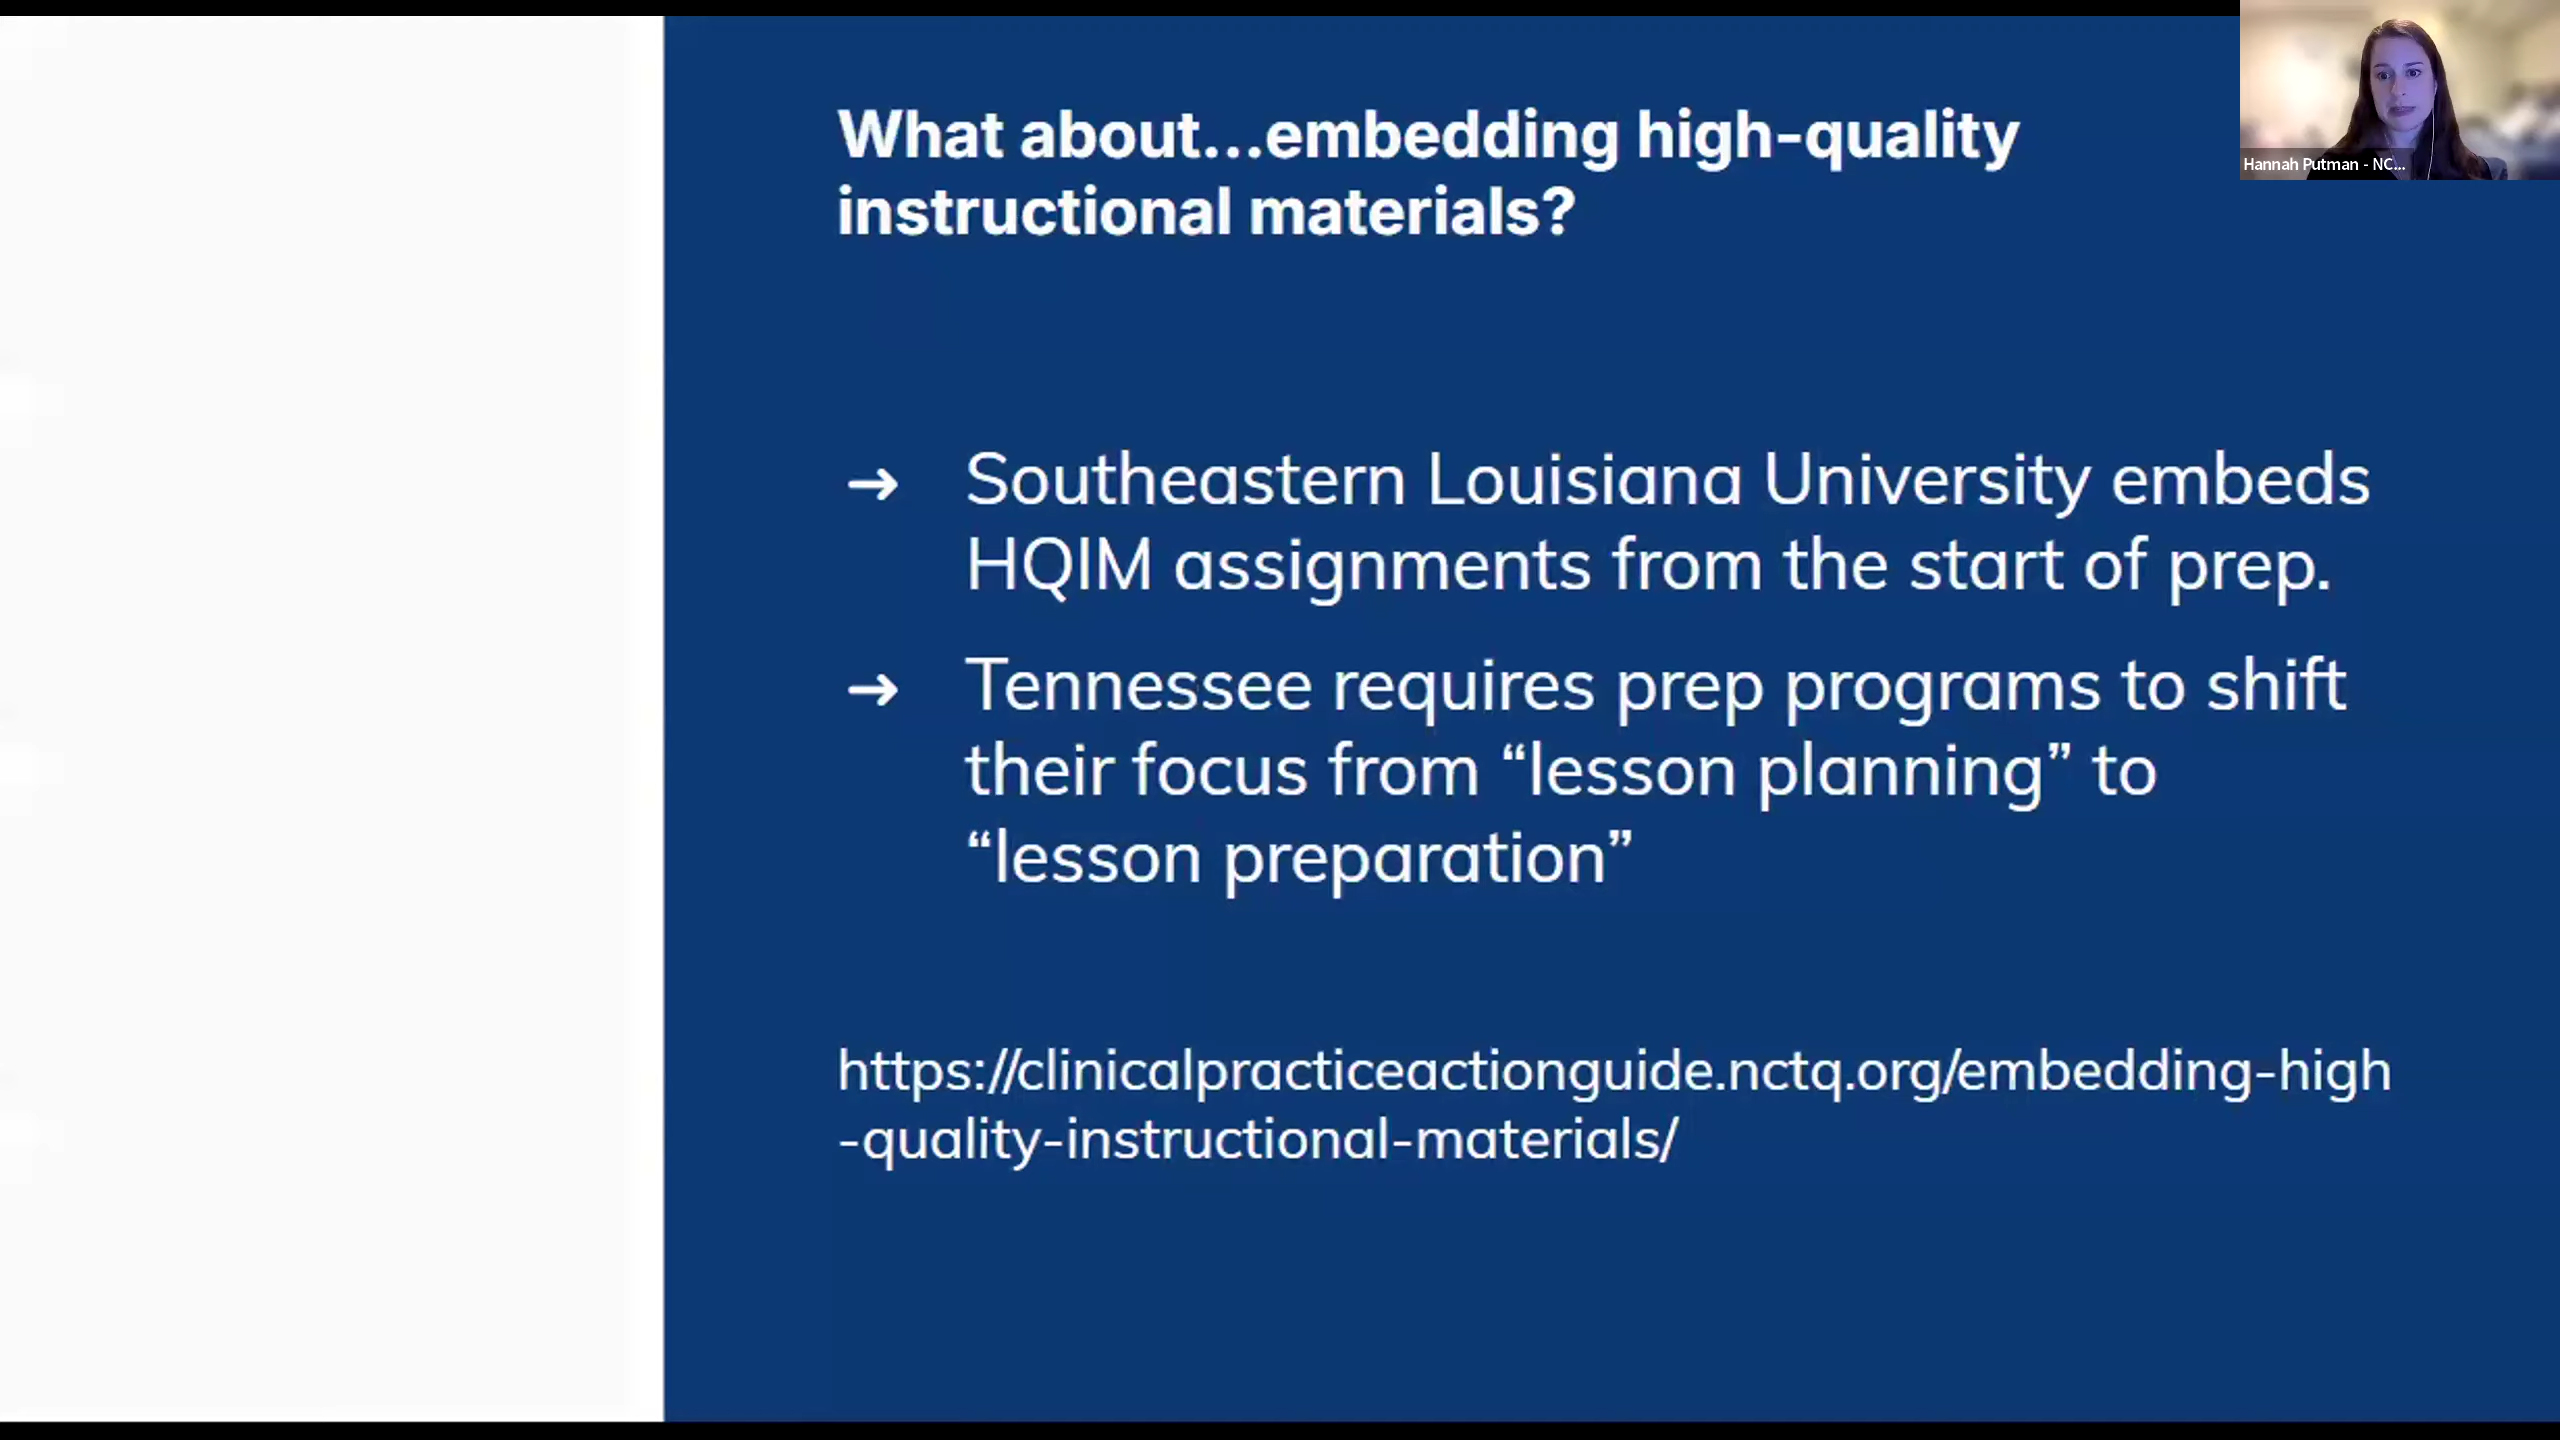 What about...embedding high-quality
instructional materials?
→ Southeastern Louisiana University embeds
HQIM assignments from the start of prep.
→ Tennessee requires prep programs to shift
their focus from “lesson planning” to
“lesson preparation”
https://clinicalpracticeactionguide.nctq.org/embedding-high
-quality-instructional-materials/
Hannah Putman - NC...